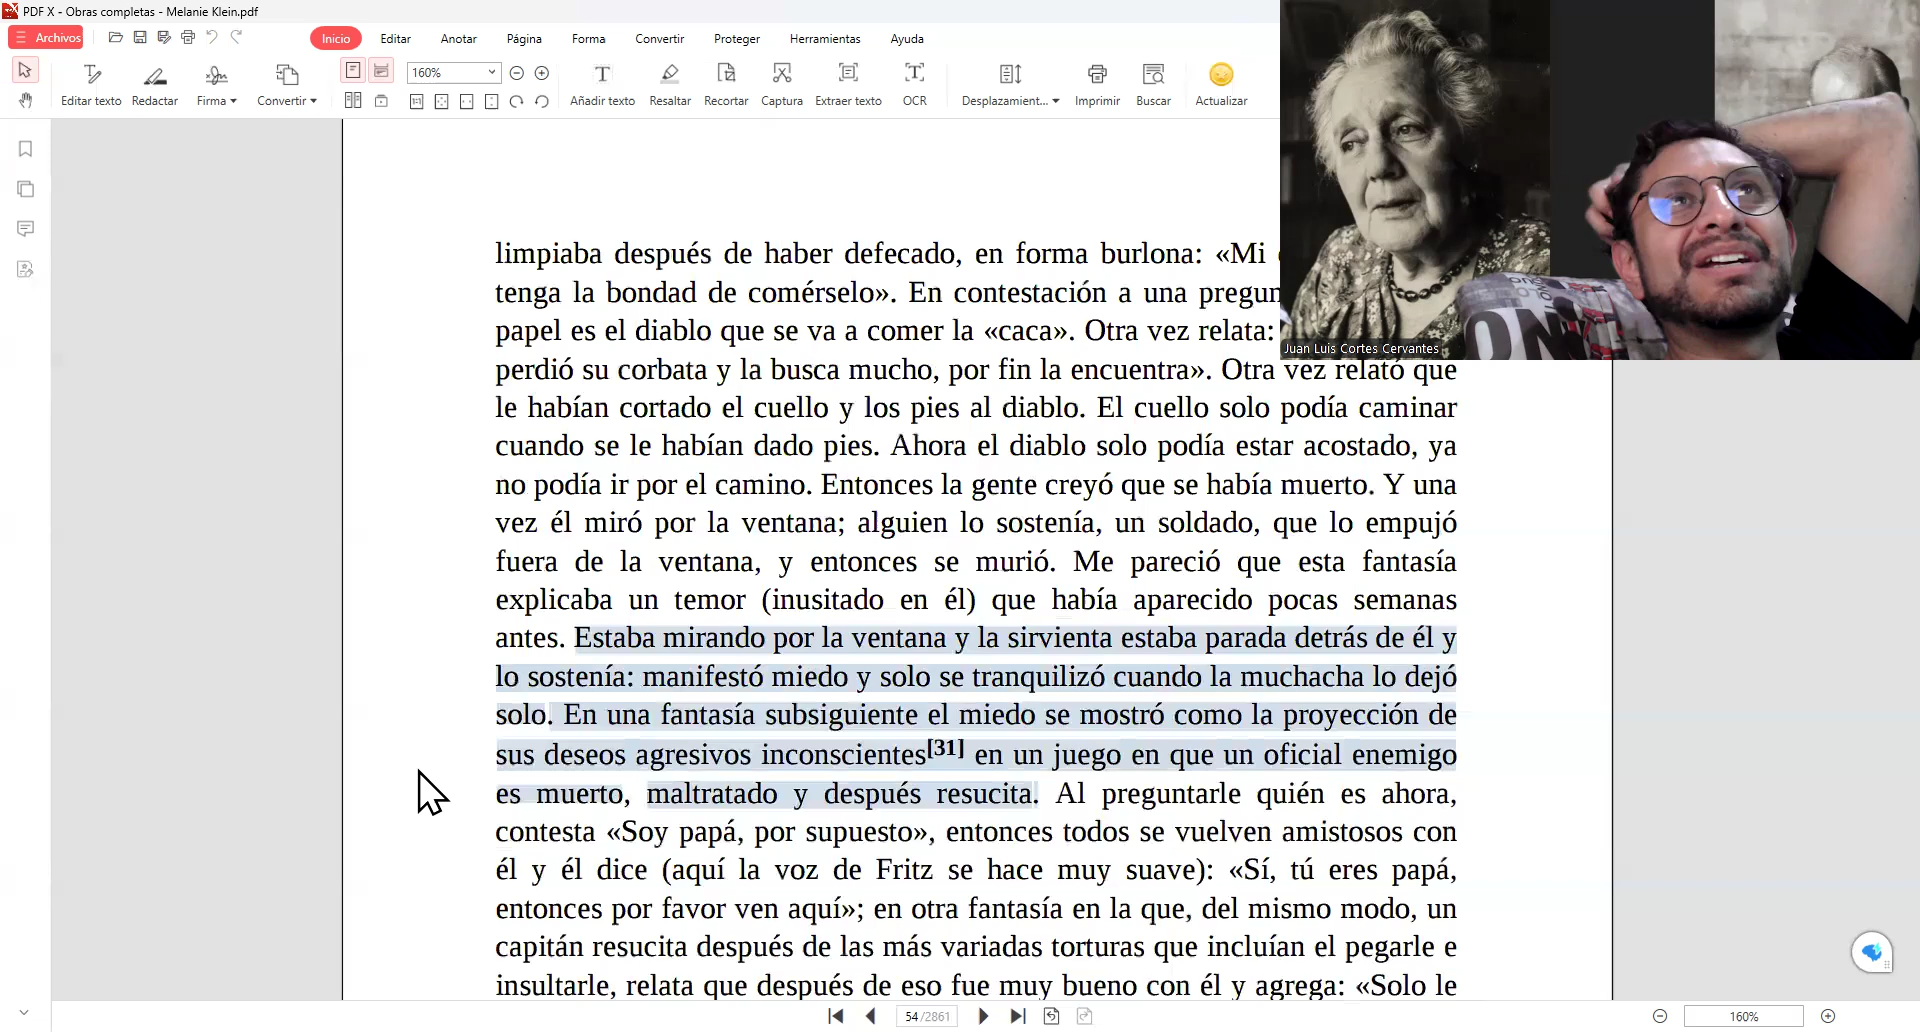 PDF X - Obras completas - Melanie Klein.pdf
Archivos
Inicio
Editar
Anotar
Página
Forma
Convertir
Proteger
Herramientas
Ayuda
160%
Editar texto
Redactar
Firma
Convertir
Añadir texto
Resaltar
Recortar
Captura
Extraer texto
OCR
Desplazamient...
Imprimir
Buscar
Actualizar
Juan Luis Cortes Cervantes
limpiaba después de haber defecado, en forma burlona: «Mi
tenga la bondad de comérselo». En contestación a una
papel es el diablo que se va a comer la «caca». Otra vez relata:
perdió su corbata y la busca mucho, por fin la encuentra». Otra vez relató que
le habían cortado el cuello y los pies al diablo. El cuello solo podía caminar
cuando se le habían dado pies. Ahora el diablo solo podía estar acostado, ya
no podía ir por el camino. Entonces la gente creyó que se había muerto. Y una
vez él miró por la ventana; alguien lo sostenía, un soldado, que lo empujó
fuera de la ventana, y entonces se murió. Me pareció que esta fantasía
explicaba un temor (inusitado en él) que había aparecido pocas semanas
antes. Estaba mirando por la ventana y la sirvienta estaba parada detrás de él y
lo sostenía: manifestó miedo y solo se tranquilizó cuando la muchacha lo dejó
solo. En una fantasía subsiguiente el miedo se mostró como la proyección de
sus deseos agresivos inconscientes[31] en un juego en que un oficial enemigo
es muerto, maltratado y después resucita. Al preguntarle quién es ahora,
contesta «Soy papá, por supuesto», entonces todos se vuelven amistosos con
él y él dice (aquí la voz de Fritz se hace muy suave): «Sí, tú eres papá,
entonces por favor ven aquí»; en otra fantasía en la que, del mismo modo, un
capitán resucita después de las más variadas torturas que incluían el pegarle e
insultarle, relata que después de eso fue muy bueno con él y agrega: «Solo le
54 /2861
160%